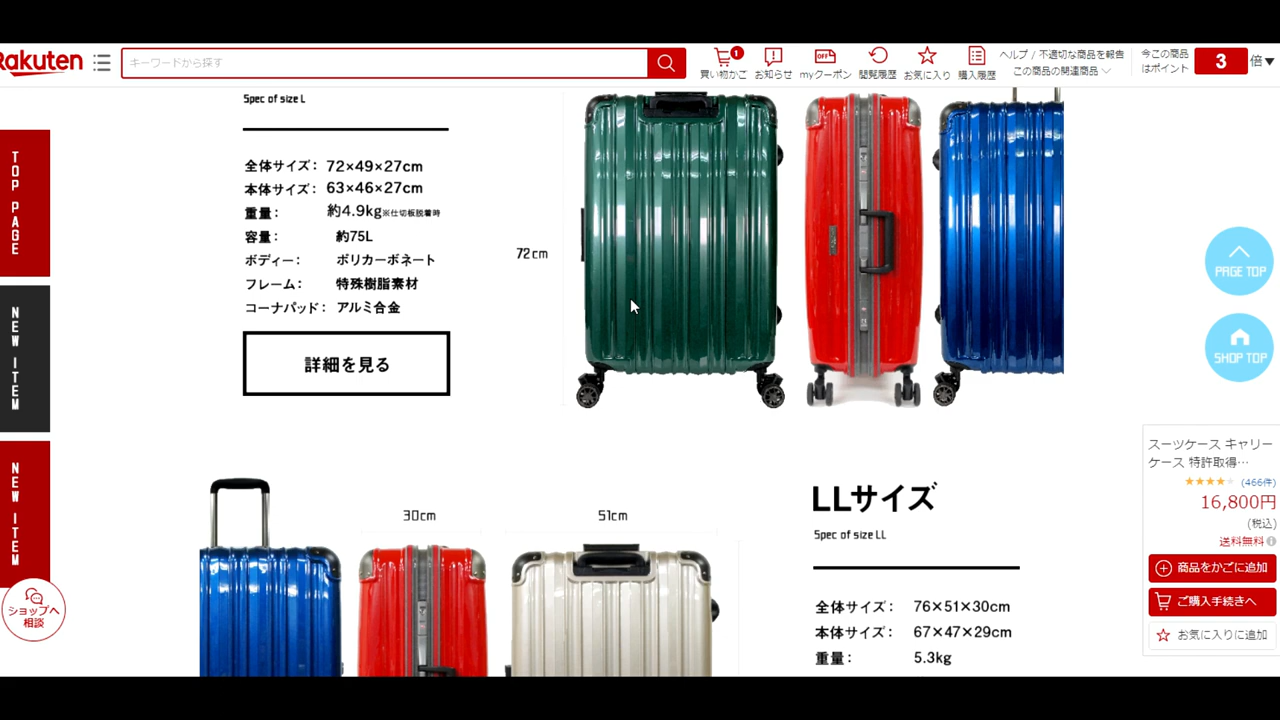 Rakuten
キーワードから探す
1
買い物かご
お知らせ
OFF
myクーポン
閲覧履歴
お気に入り
購入履歴
ヘルプ / 不適切な商品を報告
この商品の関連商品
今この商品はポイント
3
倍
TOP PAGE
NEW ITEM
NEW ITEM
ショップへ
相談
Spec of size L
全体サイズ： 72×49×27cm
本体サイズ： 63×46×27cm
重量： 約4.9kg※仕切板脱着時
容量： 約75L
ボディー： ポリカーボネート
フレーム： 特殊樹脂素材
コーナパッド： アルミ合金
詳細を見る
72cm
PAGE TOP
SHOP TOP
30cm
51cm
LLサイズ
Spec of size LL
全体サイズ： 76×51×30cm
本体サイズ： 67×47×29cm
重量： 5.3kg
スーツケース キャリー
ケース 特許取得…
(466件)
16,800円
(税込)
送料無料
商品をかごに追加
ご購入手続きへ
お気に入りに追加